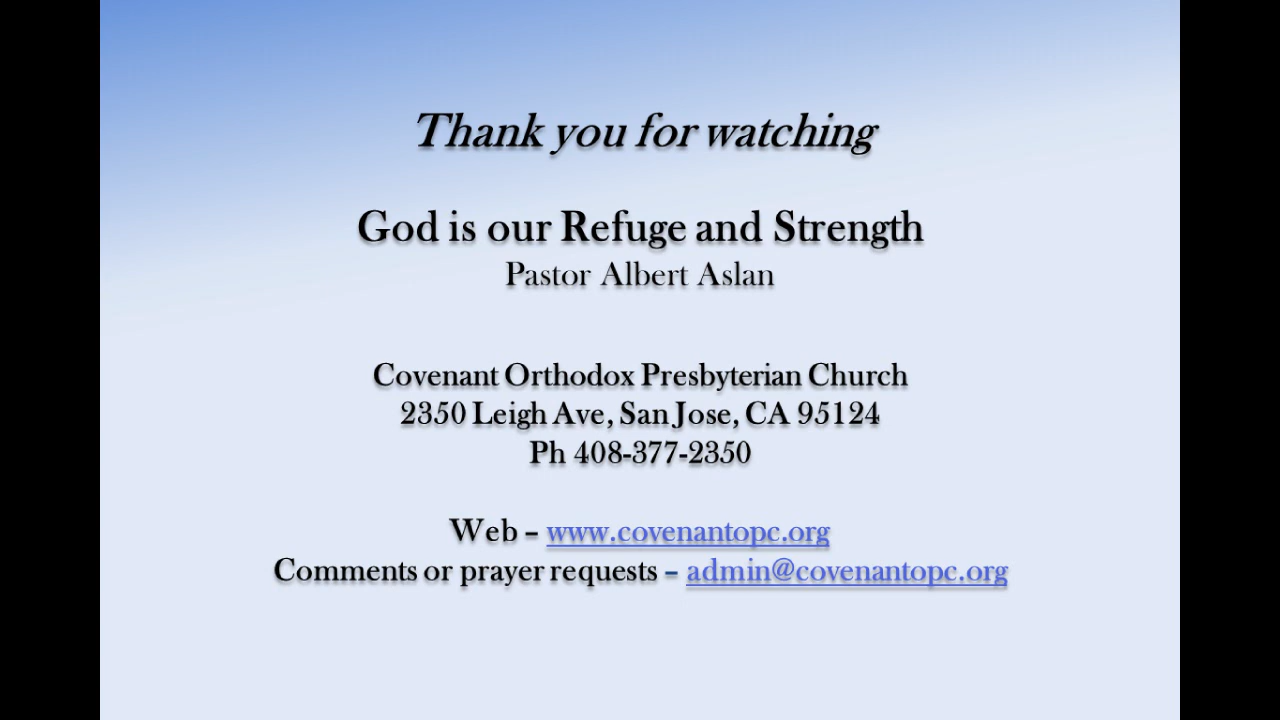 Thank you for watching
God is our Refuge and Strength
Pastor Albert Aslan
Covenant Orthodox Presbyterian Church
2350 Leigh Ave, San Jose, CA 95124
Ph 408-377-2350
Web – www.covenantopc.org
Comments or prayer requests – admin@covenantopc.org